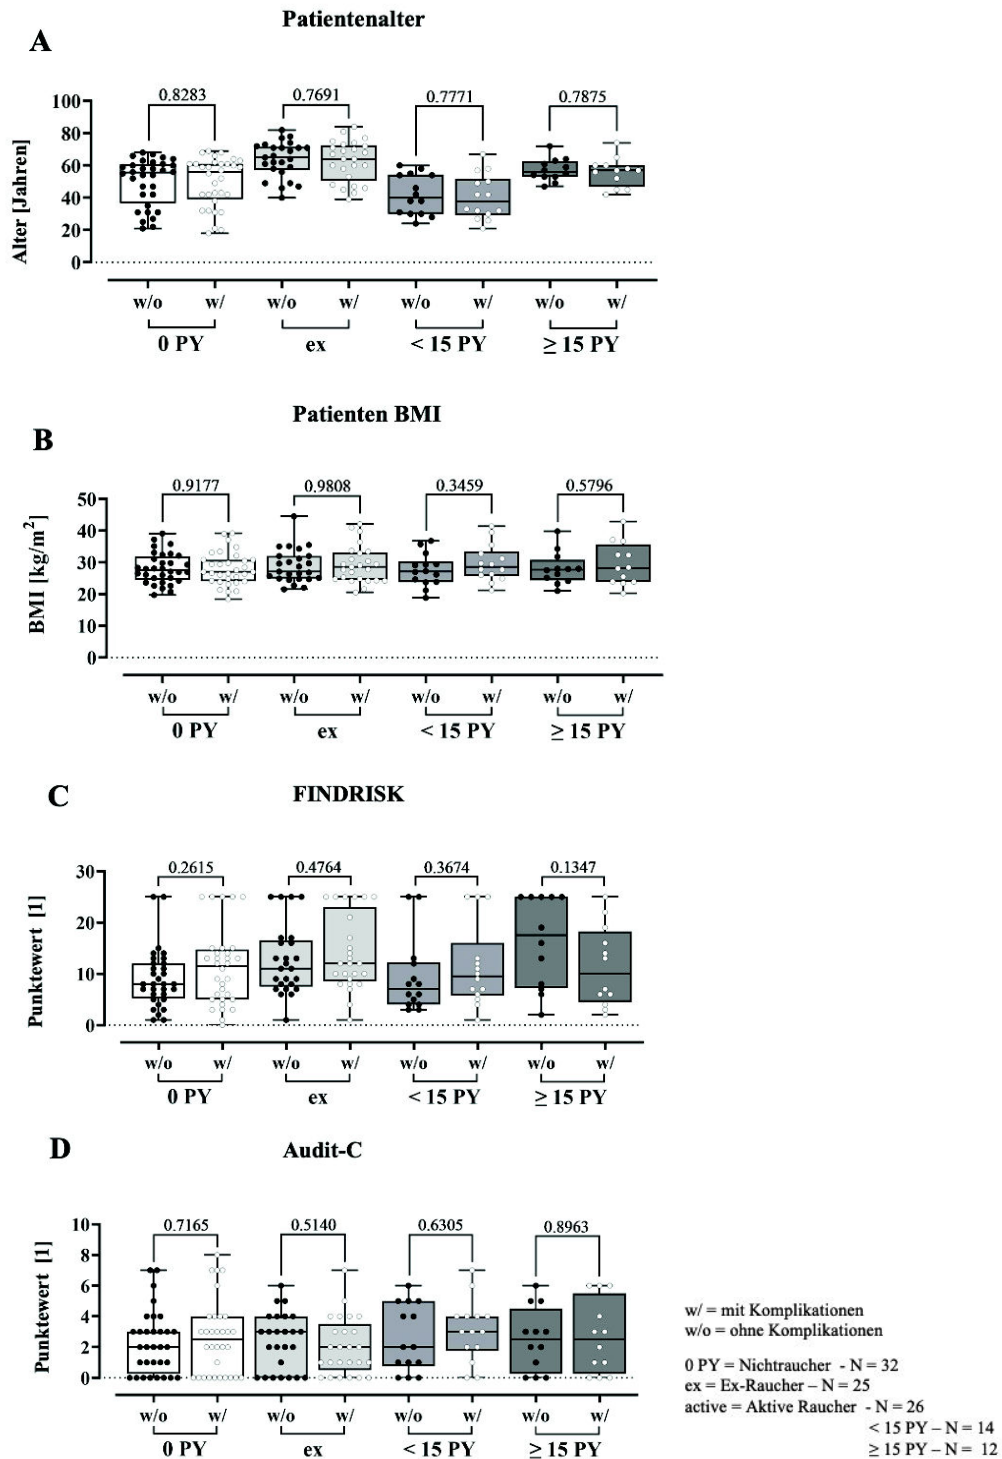 Patientenalter
A
0.8283 0.7691 0.7771 0.7875
Alter [Jahren]
100
80
60
40
20
0
w/o w/ w/o w/ w/o w/ w/o w/
0 PY ex < 15 PY ≥ 15 PY
Patienten BMI
B
0.9177 0.9808 0.3459 0.5796
BMI [kg/m²]
50
40
30
20
10
0
w/o w/ w/o w/ w/o w/ w/o w/
0 PY ex < 15 PY ≥ 15 PY
C
FINDRISK
0.2615 0.4764 0.3674 0.1347
Punktewert [1]
30
20
10
0
w/o w/ w/o w/ w/o w/ w/o w/
0 PY ex < 15 PY ≥ 15 PY
D
Audit-C
0.7165 0.5140 0.6305 0.8963
Punktewert [1]
10
8
6
4
2
0
w/o w/ w/o w/ w/o w/ w/o w/
0 PY ex < 15 PY ≥ 15 PY
w/ = mit Komplikationen
w/o = ohne Komplikationen
0 PY = Nichtraucher - N = 32
ex = Ex-Raucher – N = 25
active = Aktive Raucher - N = 26
< 15 PY – N = 14
≥ 15 PY – N = 12